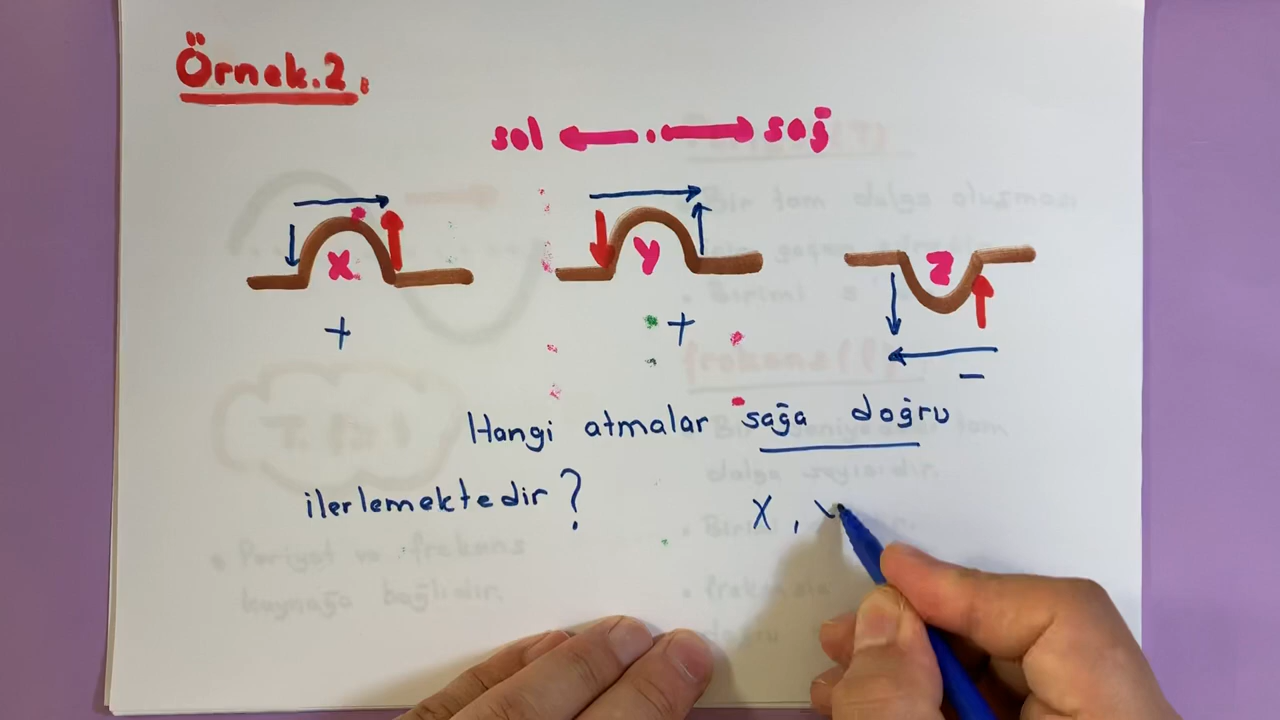 Örnek.2.
sol . sağ
x y z
+ + -
Hangi atmalar sağa doğru
ilerlemektedir? X, Y